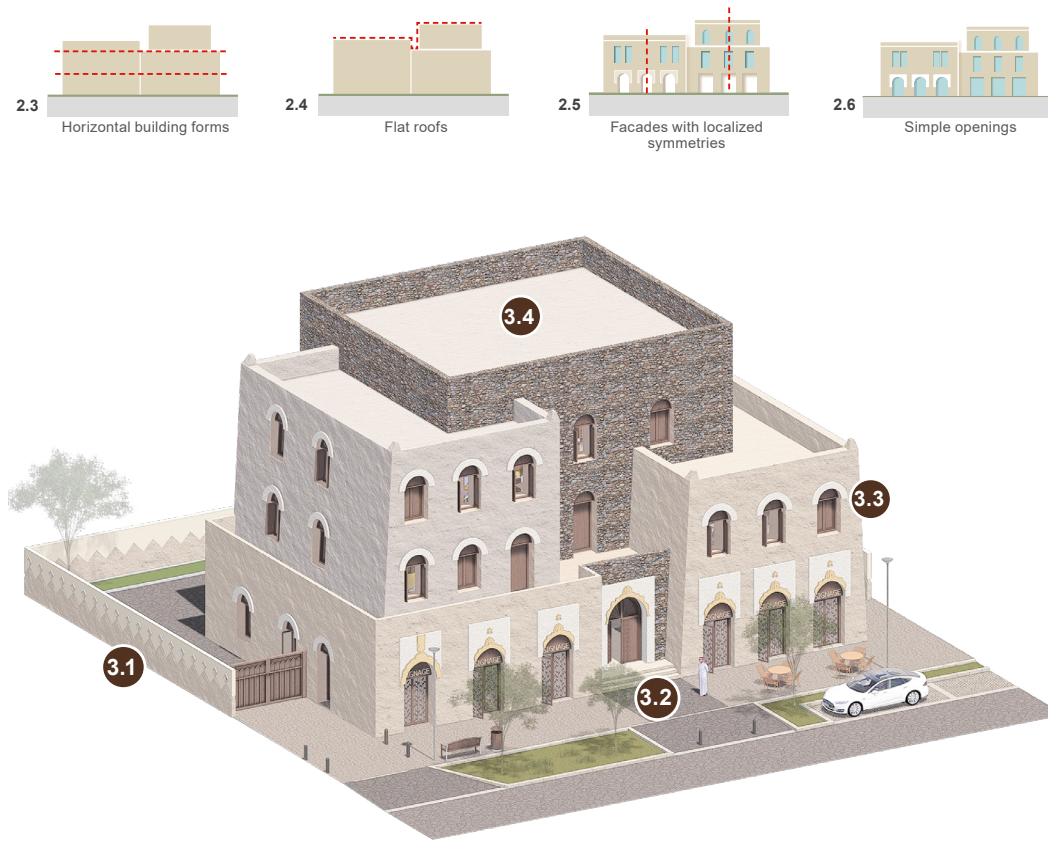 2.3
Horizontal building forms
2.4
Flat roofs
2.5
Facades with localized
symmetries
2.6
Simple openings
3.4
3.3
SIGNAGE
SIGNAGE
SIGNAGE
SIGNAGE
SIGNAGE
3.1
3.2